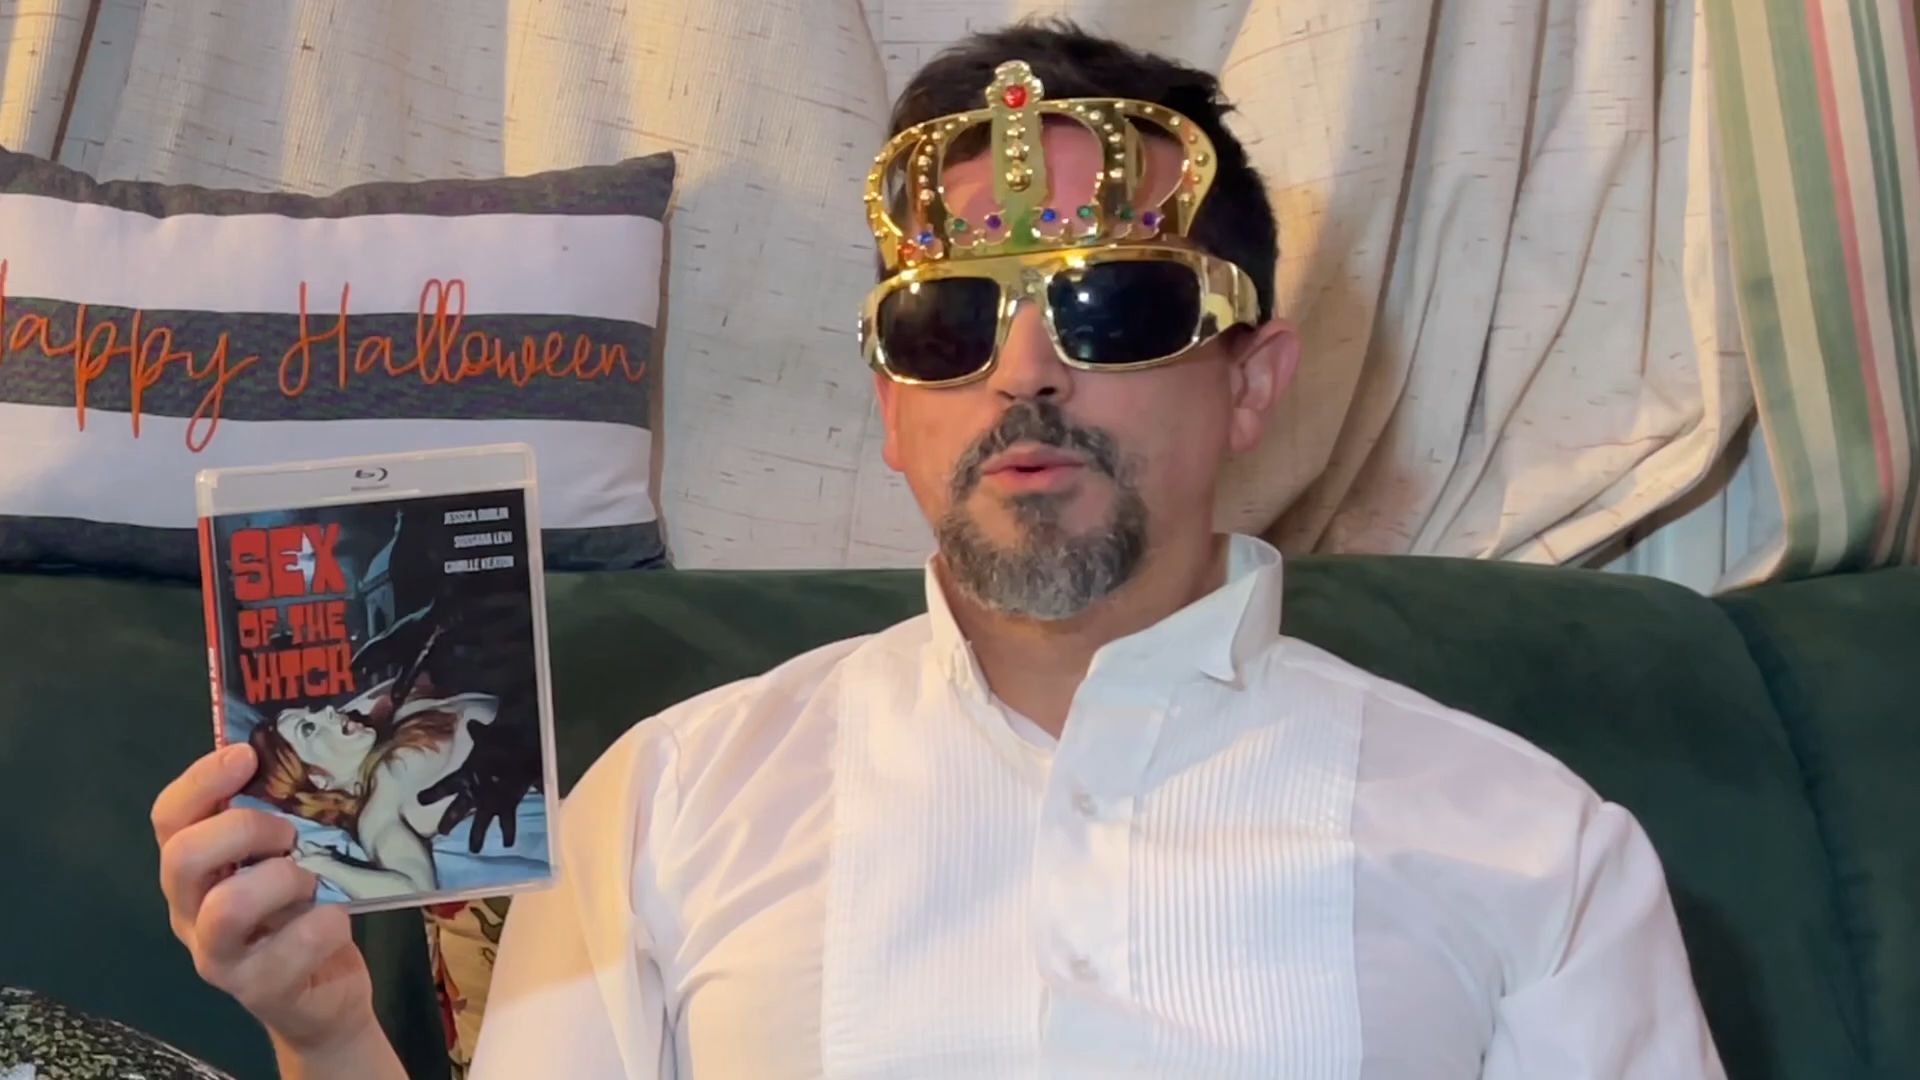 Happy Halloween
SEX
OF THE
WITCH
JESSICA DUBLIN
SUSANNA LEVI
CAMILLE KEATON